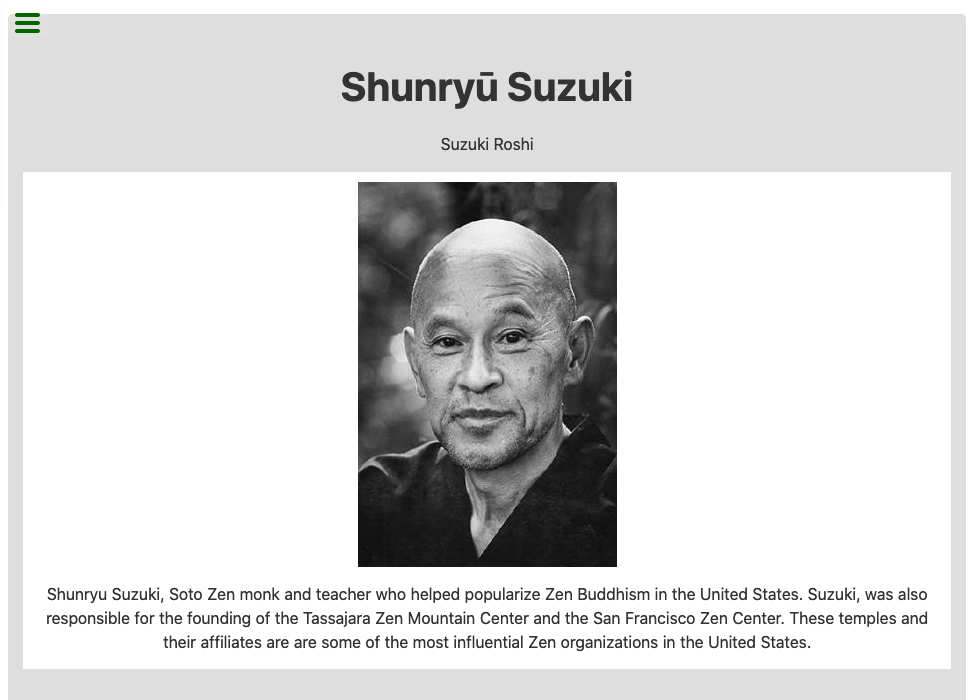 Shunryū Suzuki
Suzuki Roshi
Shunryu Suzuki, Soto Zen monk and teacher who helped popularize Zen Buddhism in the United States. Suzuki, was also
responsible for the founding of the Tassajara Zen Mountain Center and the San Francisco Zen Center. These temples and
their affiliates are are some of the most influential Zen organizations in the United States.